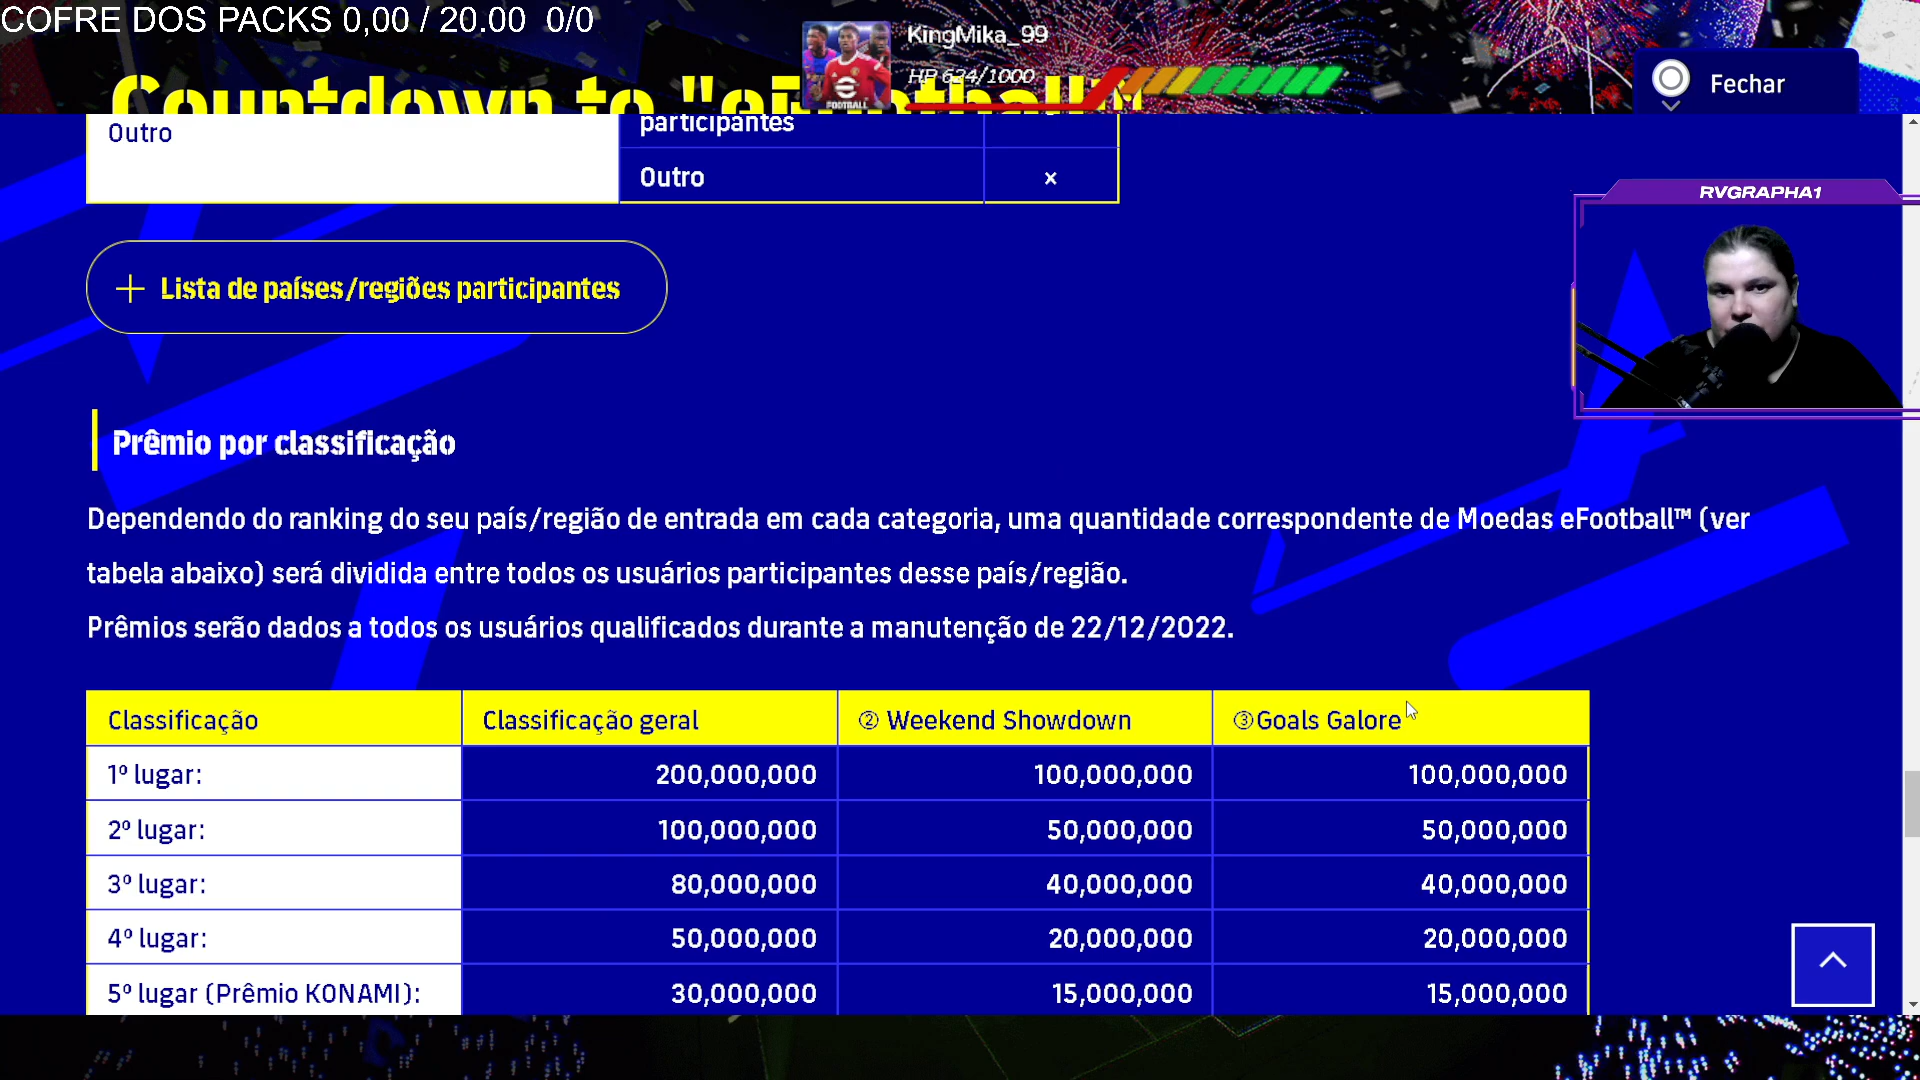 COFRE DOS PACKS 0,00 / 20.00 0/0
KingMika_99
HP 624/1000
FOOTBALL
Fechar
Countdown to "eFootball™
Outro
participantes
Outro ×
RVGRAPHA1
+ Lista de países/regiões participantes
Prêmio por classificação
Dependendo do ranking do seu país/região de entrada em cada categoria, uma quantidade correspondente de Moedas eFootball™ (ver
tabela abaixo) será dividida entre todos os usuários participantes desse país/região.
Prêmios serão dados a todos os usuários qualificados durante a manutenção de 22/12/2022.
Classificação Classificação geral ② Weekend Showdown ③Goals Galore
1º lugar: 200,000,000 100,000,000 100,000,000
2º lugar: 100,000,000 50,000,000 50,000,000
3º lugar: 80,000,000 40,000,000 40,000,000
4º lugar: 50,000,000 20,000,000 20,000,000
5º lugar (Prêmio KONAMI): 30,000,000 15,000,000 15,000,000